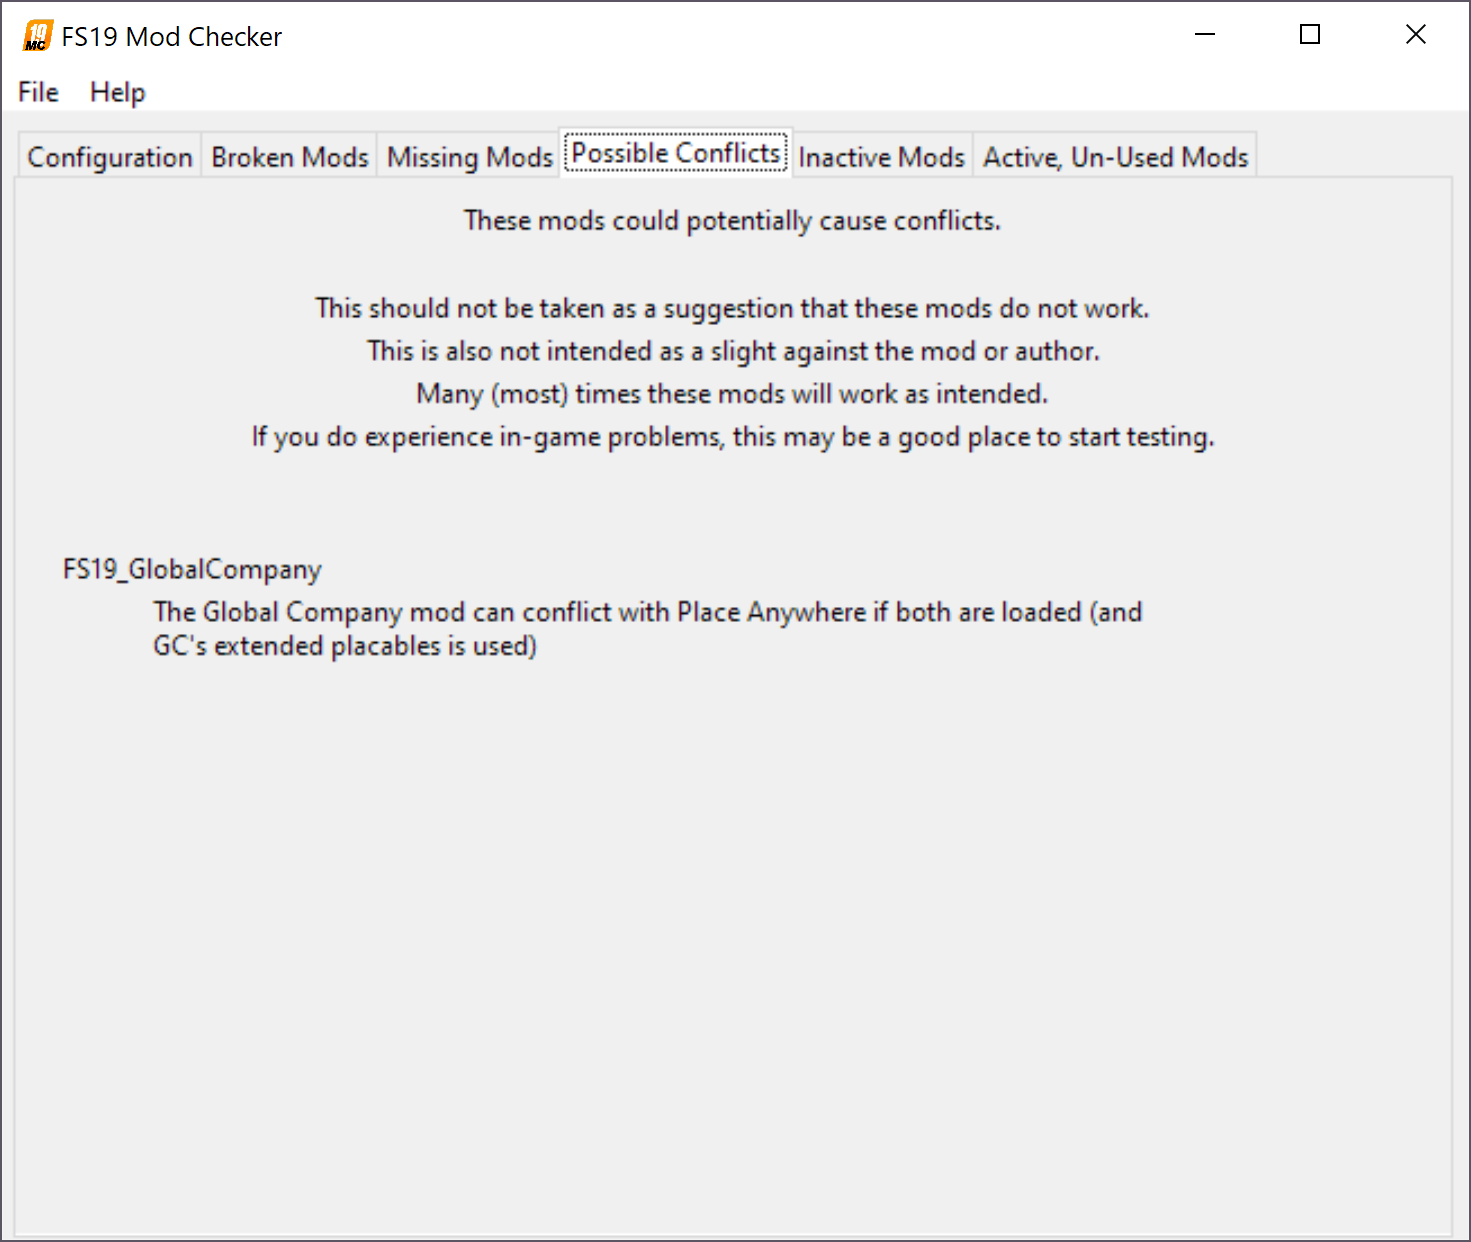 19
MC
FS19 Mod Checker
File Help
Configuration Broken Mods Missing Mods Possible Conflicts Inactive Mods Active, Un-Used Mods
These mods could potentially cause conflicts.
This should not be taken as a suggestion that these mods do not work.
This is also not intended as a slight against the mod or author.
Many (most) times these mods will work as intended.
If you do experience in-game problems, this may be a good place to start testing.
FS19_GlobalCompany
The Global Company mod can conflict with Place Anywhere if both are loaded (and
GC's extended placables is used)